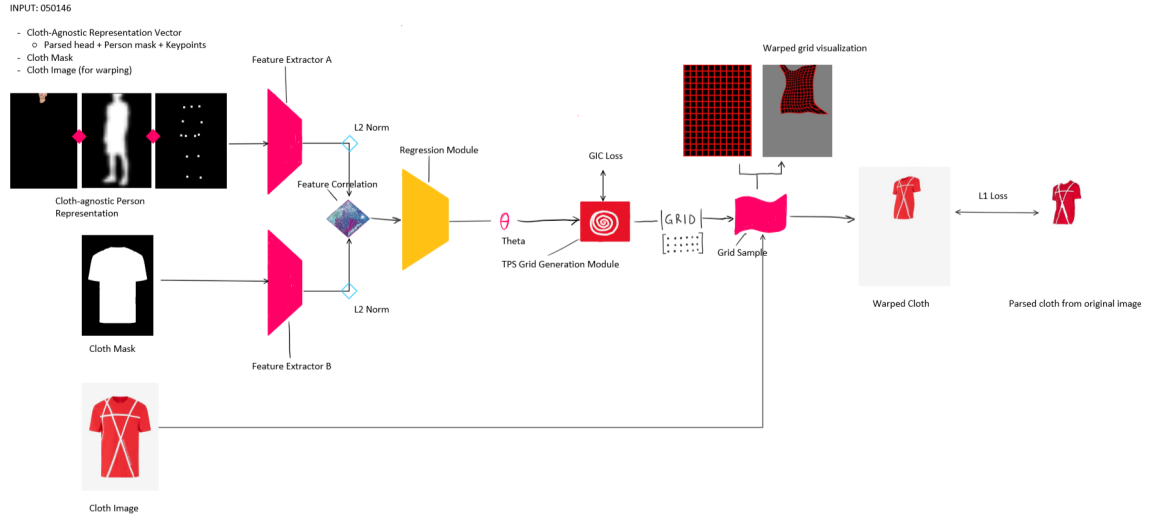 INPUT: 050146
- Cloth-Agnostic Representation Vector
o Parsed head + Person mask + Keypoints
- Cloth Mask
- Cloth Image (for warping)
Warped grid visualization
Feature Extractor A
L2 Norm
Regression Module
GIC Loss
Feature Correlation
Cloth-agnostic Person
Representation
θ
Theta
|GRID|
L1 Loss
TPS Grid Generation Module
Grid Sample
L2 Norm
Warped Cloth
Parsed cloth from original image
Cloth Mask
Feature Extractor B
Cloth Image